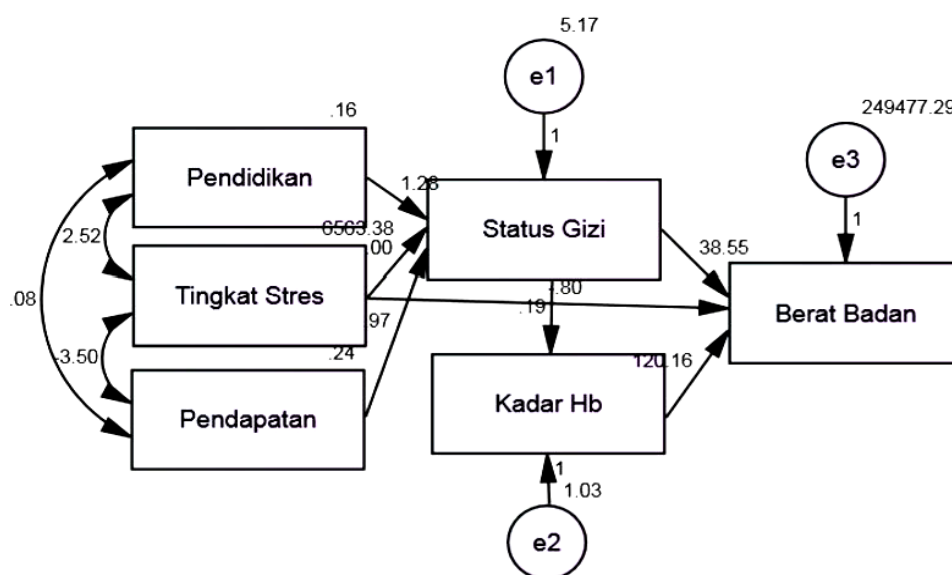 5.17
e1
249477.29
.16
e3
1
1
Pendidikan
1.28
6563.38
.00
Status Gizi
38.55
2.52
.08
Tingkat Stres
-.80
.19
Berat Badan
.97
-3.50
.24
120.16
Pendapatan
Kadar Hb
1
1.03
e2